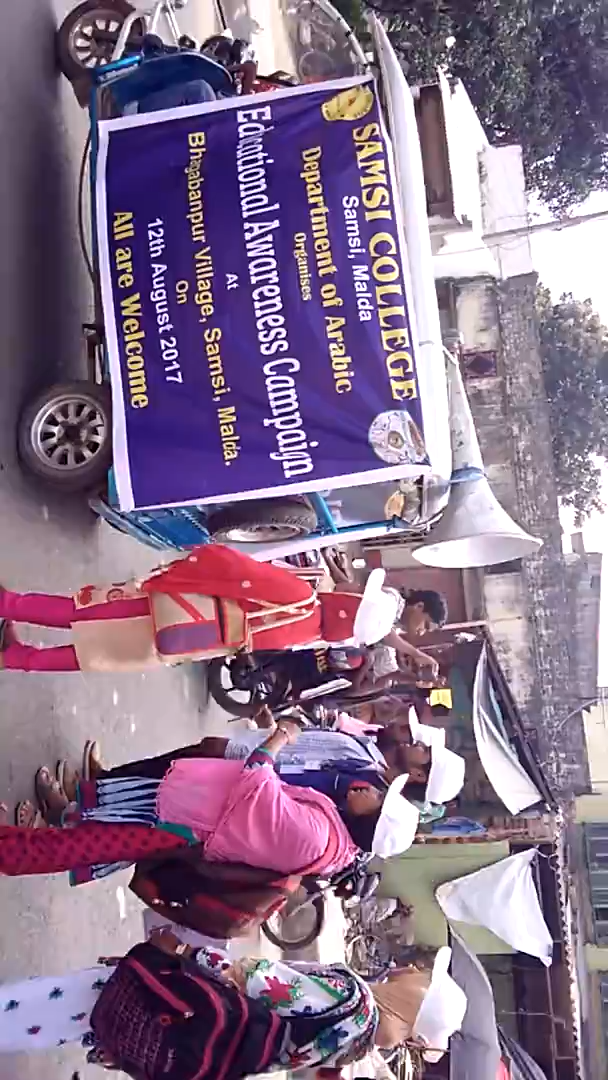 SAMSI COLLEGE
Samsi, Malda
Department of Arabic
Organises
Educational Awareness Campaign
At
Bhagabanpur Village, Samsi, Malda.
On
12th August 2017
All are Welcome